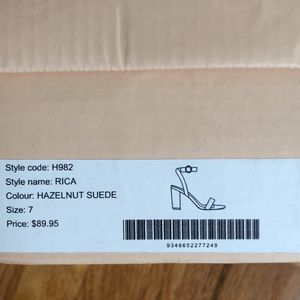 Style code: H982
Style name: RICA
Colour: HAZELNUT SUEDE
Size: 7
Price: $89.95
9346652277249